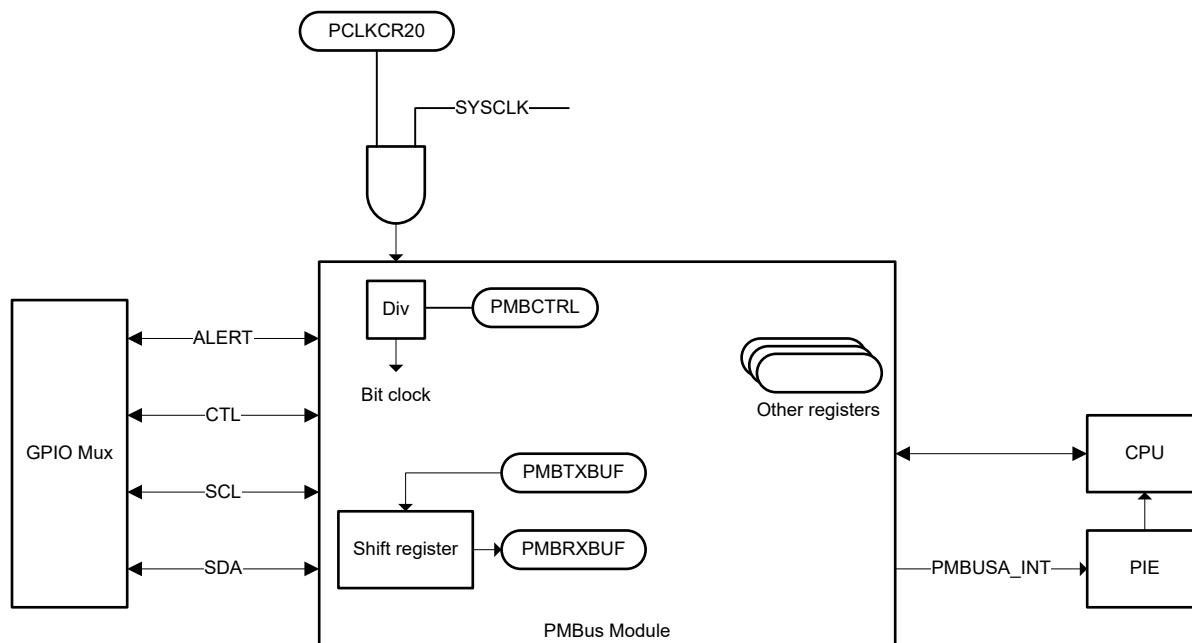 PCLKCR20
SYSCLK
Div
PMBCTRL
ALERT
Bit clock
Other registers
CTL
GPIO Mux
CPU
PMBTXBUF
SCL
Shift register
PMBRXBUF
SDA
PMBUSA_INT
PIE
PMBus Module